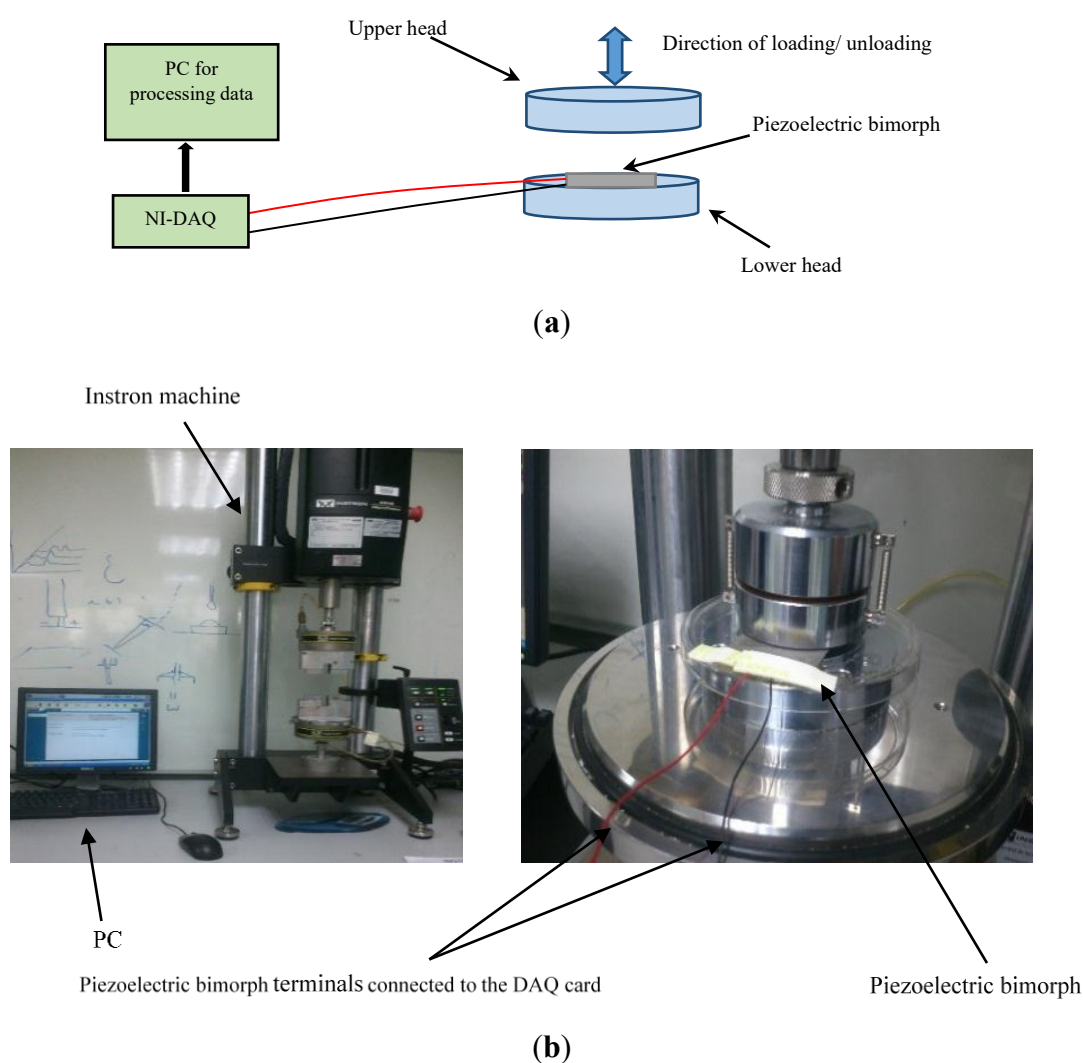 Upper head
Direction of loading/ unloading
PC for
processing data
Piezoelectric bimorph
NI-DAQ
Lower head
(a)
Instron machine
PC
Piezoelectric bimorph terminals connected to the DAQ card
Piezoelectric bimorph
(b)